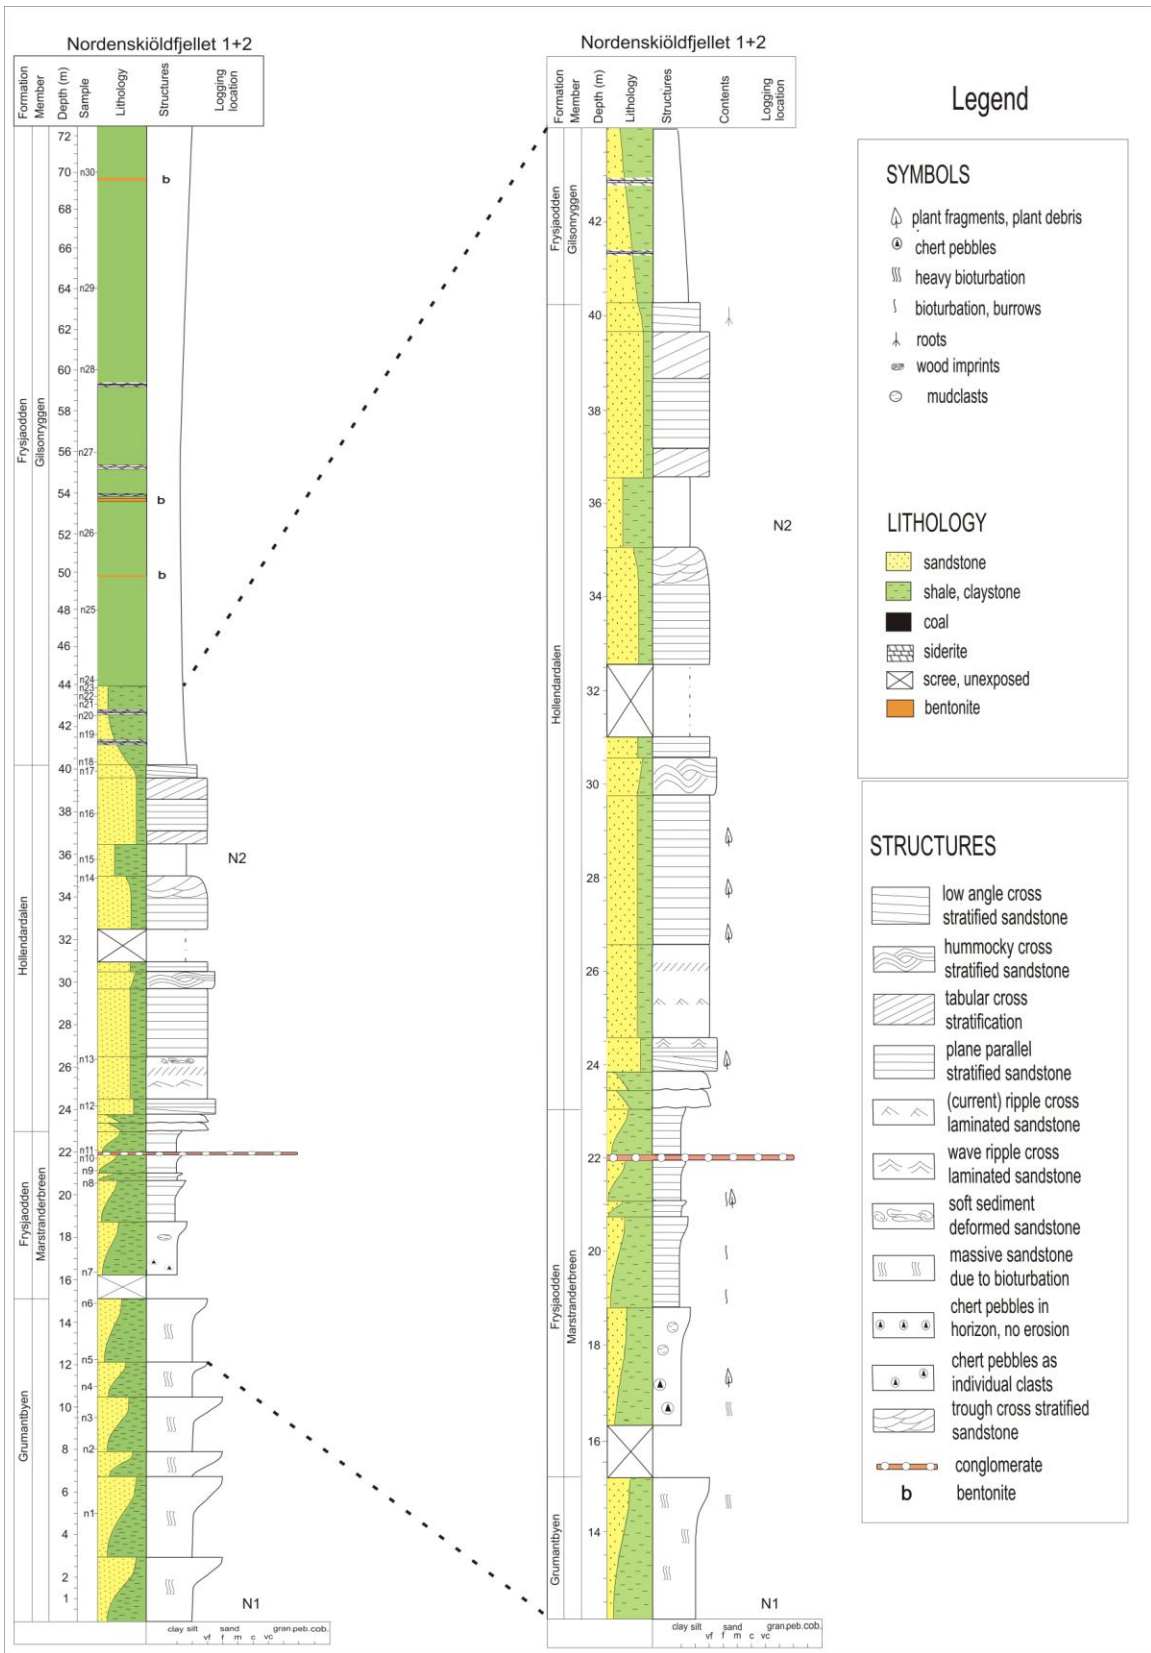 Nordenskiöldfjellet 1+2
Formation
Member
Depth (m)
Sample
Lithology
Structures
Logging
location
72
70
68
66
64
62
60
58
56
54
52
50
48
46
44
42
40
38
36
34
32
30
28
26
24
22
20
18
16
14
12
10
8
6
4
2
1
n30
n29
n28
n27
n26
n25
n24
n23
n22
n21
n20
n19
n18
n17
n16
n15
n14
n13
n12
n11
n10
n9
n8
n7
n6
n5
n4
n3
n2
n1
b
b
b
Frysjaodden
Gilsonryggen
Hollendardalen
Frysjaodden
Marstranderbreen
Grumantbyen
N2
N1
clay silt sand gran.peb.cob.
vf f m c vc
Nordenskiöldfjellet 1+2
Formation
Member
Depth (m)
Lithology
Structures
Contents
Logging
location
42
40
38
36
34
32
30
28
26
24
22
20
18
16
14
Frysjaodden
Gilsonryggen
Hollendardalen
Frysjaodden
Marstranderbreen
Grumantbyen
N2
N1
clay silt sand gran.peb.cob.
vf f m c vc
Legend
SYMBOLS
plant fragments, plant debris
chert pebbles
heavy bioturbation
bioturbation, burrows
roots
wood imprints
mudclasts
LITHOLOGY
sandstone
shale, claystone
coal
siderite
scree, unexposed
bentonite
STRUCTURES
low angle cross
stratified sandstone
hummocky cross
stratified sandstone
tabular cross
stratification
plane parallel
stratified sandstone
(current) ripple cross
laminated sandstone
wave ripple cross
laminated sandstone
soft sediment
deformed sandstone
massive sandstone
due to bioturbation
chert pebbles in
horizon, no erosion
chert pebbles as
individual clasts
trough cross stratified
sandstone
conglomerate
b bentonite